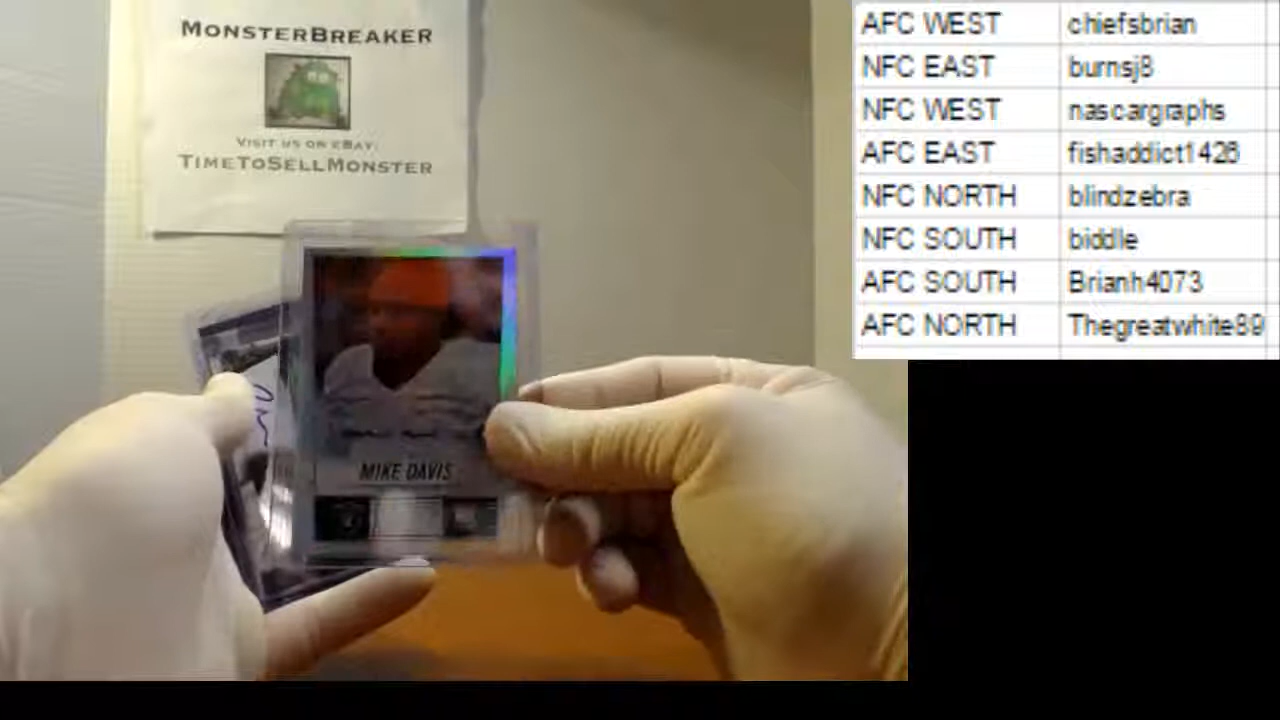 MONSTERBREAKER
VISIT US ON EBAY:
TIMETOSELLMONSTER
MIKE DAVIS
AFC WEST chiefsbrian
NFC EAST burnsj8
NFC WEST nascargraphs
AFC EAST fishaddict1426
NFC NORTH blindzebra
NFC SOUTH biddle
AFC SOUTH Brianh4073
AFC NORTH Thegreatwhite89